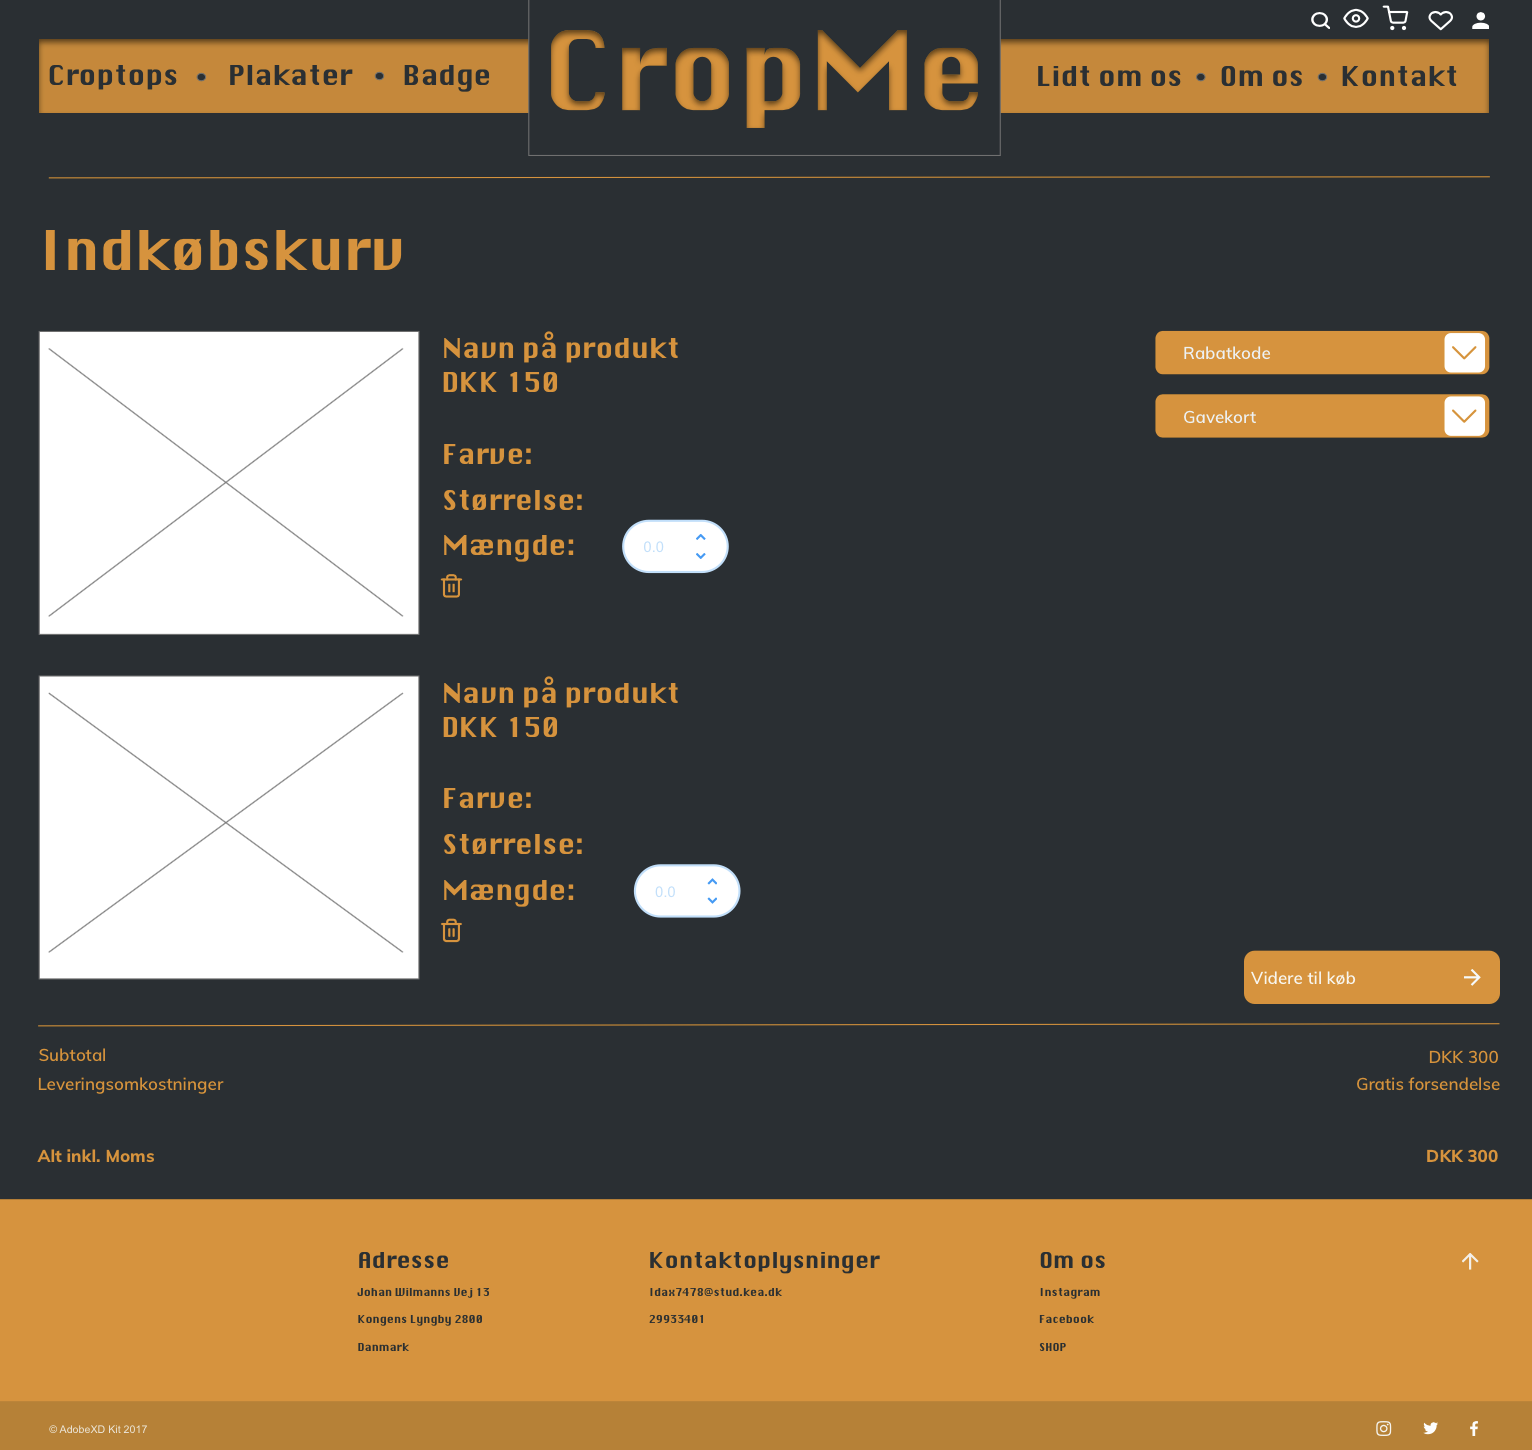 Croptops • Plakater • Badge
CropMe
Lidt om os • Om os • Kontakt
Indkøbskurv
Navn på produkt
DKK 150
Farve:
Størrelse:
Mængde:
0.0
Rabatkode
Gavekort
Navn på produkt
DKK 150
Farve:
Størrelse:
Mængde:
0.0
Videre til køb
Subtotal
DKK 300
Leveringsomkostninger
Gratis forsendelse
Alt inkl. Moms
DKK 300
Adresse
Johan Wilmanns Vej 13
Kongens Lyngby 2800
Danmark
Kontaktoplysninger
Idax7478@stud.kea.dk
29933401
Om os
Instagram
Facebook
SHOP
© AdobeXD Kit 2017